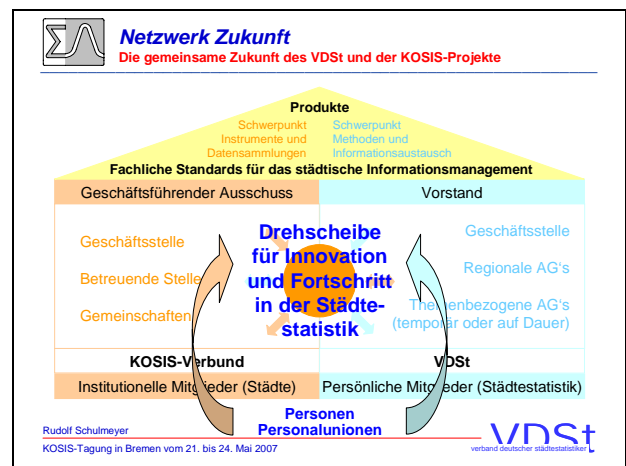 Netzwerk Zukunft
Die gemeinsame Zukunft des VDSt und der KOSIS-Projekte
Produkte
Schwerpunkt
Instrumente und
Datensammlungen
Schwerpunkt
Methoden und
Informationsaustausch
Fachliche Standards für das städtische Informationsmanagement
Geschäftsführender Ausschuss
Vorstand
Geschäftsstelle
Betreuende Stelle
Gemeinschaften
Drehscheibe
für Innovation
und Fortschritt
in der Städte-
statistik
Geschäftsstelle
Regionale AG's
Themenbezogene AG's
(temporär oder auf Dauer)
KOSIS-Verbund
VDSt
Institutionelle Mitglieder (Städte)
Persönliche Mitglieder (Städtestatistik)
Personen
Personalunionen
Rudolf Schulmeyer
KOSIS-Tagung in Bremen vom 21. bis 24. Mai 2007
VDSt
verband deutscher städtestatistiker